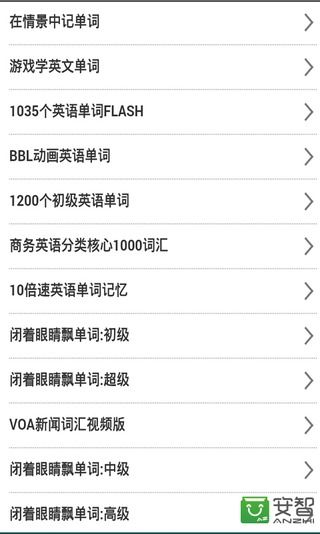 在情景中记单词
游戏学英文单词
1035个英语单词FLASH
BBL动画英语单词
1200个初级英语单词
商务英语分类核心1000词汇
10倍速英语单词记忆
闭着眼睛飘单词:初级
闭着眼睛飘单词:超级
VOA新闻词汇视频版
闭着眼睛飘单词:中级
闭着眼睛飘单词:高级
安智
ANZHI